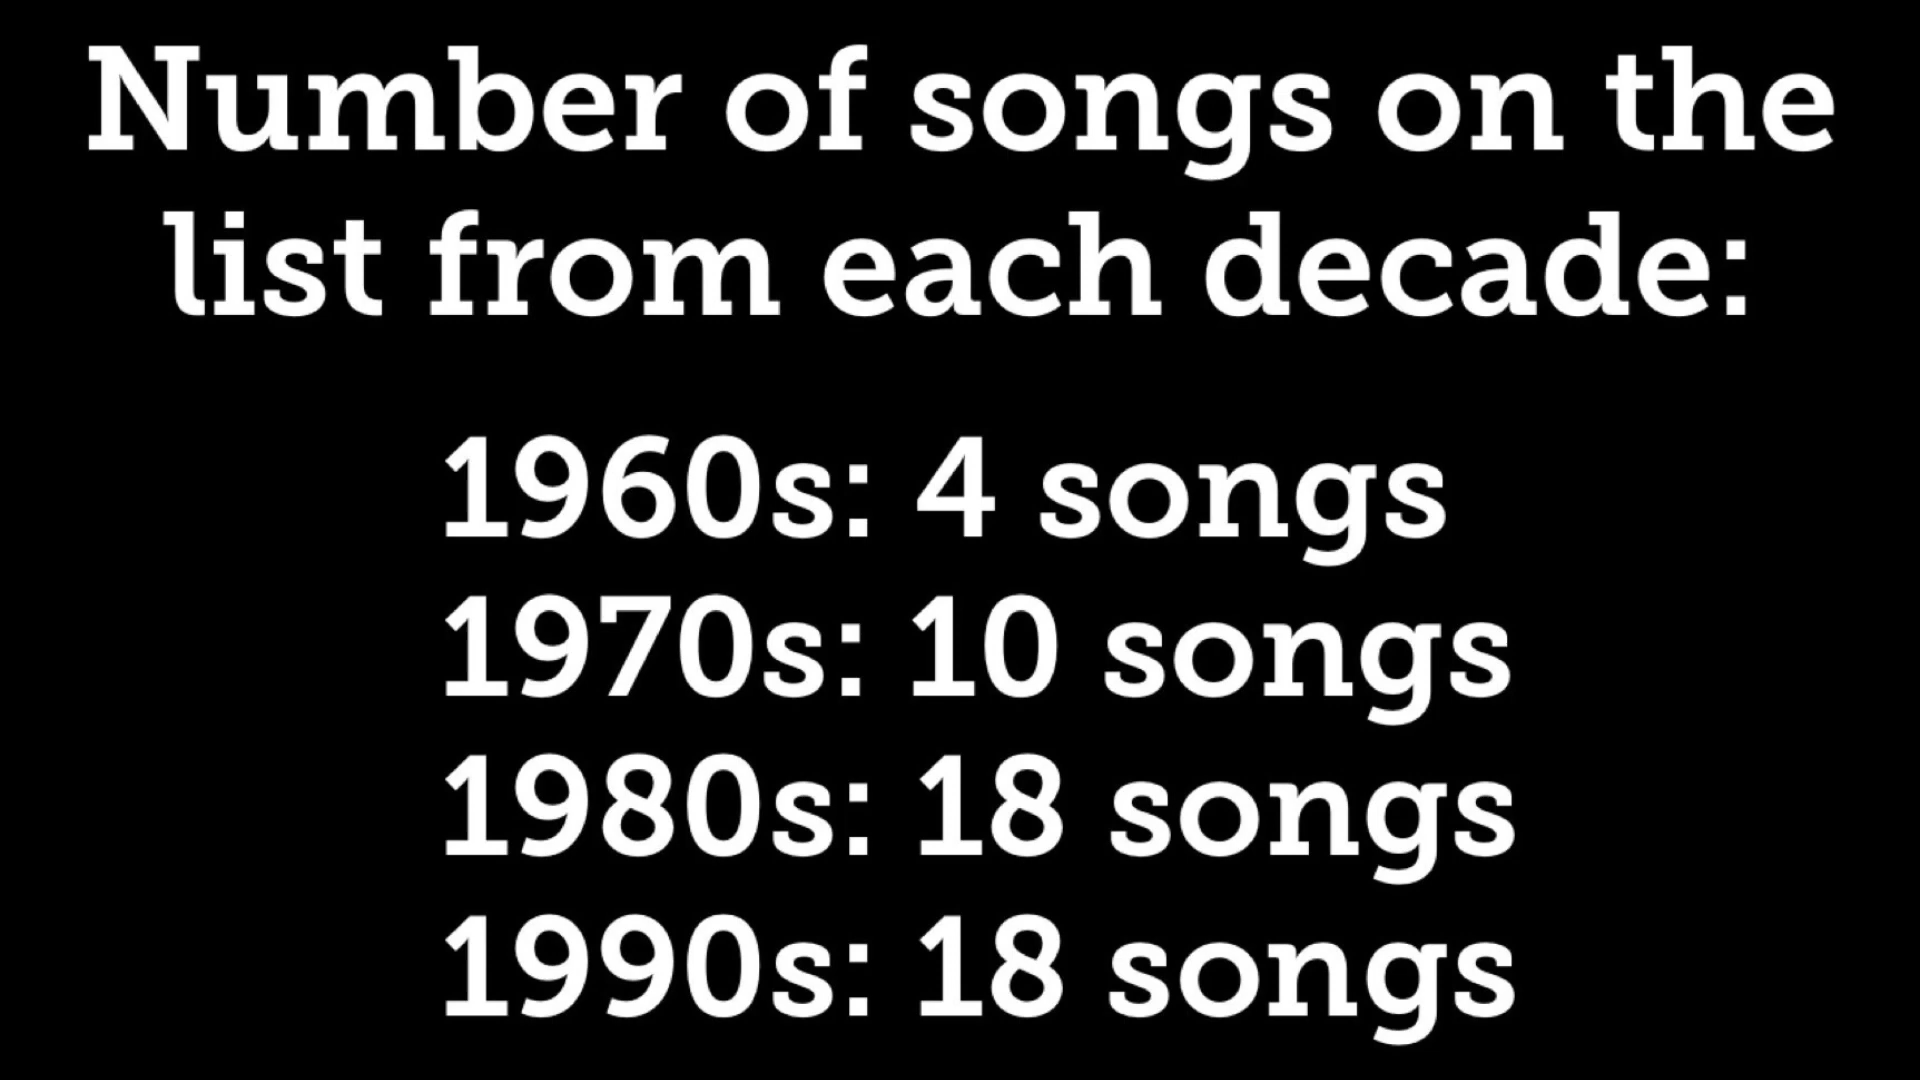 Number of songs on the
list from each decade:
1960s: 4 songs
1970s: 10 songs
1980s: 18 songs
1990s: 18 songs